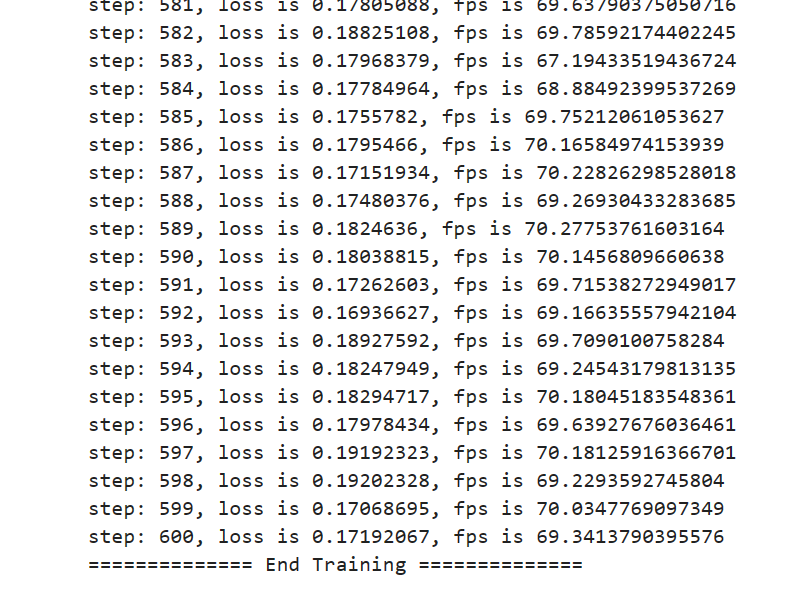 step: 581, loss is 0.17805088, fps is 69.63790375050716
step: 582, loss is 0.18825108, fps is 69.78592174402245
step: 583, loss is 0.17968379, fps is 67.19433519436724
step: 584, loss is 0.17784964, fps is 68.88492399537269
step: 585, loss is 0.1755782, fps is 69.75212061053627
step: 586, loss is 0.1795466, fps is 70.16584974153939
step: 587, loss is 0.17151934, fps is 70.22826298528018
step: 588, loss is 0.17480376, fps is 69.26930433283685
step: 589, loss is 0.1824636, fps is 70.27753761603164
step: 590, loss is 0.18038815, fps is 70.1456809660638
step: 591, loss is 0.17262603, fps is 69.71538272949017
step: 592, loss is 0.16936627, fps is 69.16635557942104
step: 593, loss is 0.18927592, fps is 69.7090100758284
step: 594, loss is 0.18247949, fps is 69.24543179813135
step: 595, loss is 0.18294717, fps is 70.18045183548361
step: 596, loss is 0.17978434, fps is 69.63927676036461
step: 597, loss is 0.19192323, fps is 70.18125916366701
step: 598, loss is 0.19202328, fps is 69.2293592745804
step: 599, loss is 0.17068695, fps is 70.0347769097349
step: 600, loss is 0.17192067, fps is 69.3413790395576
============== End Training ==============